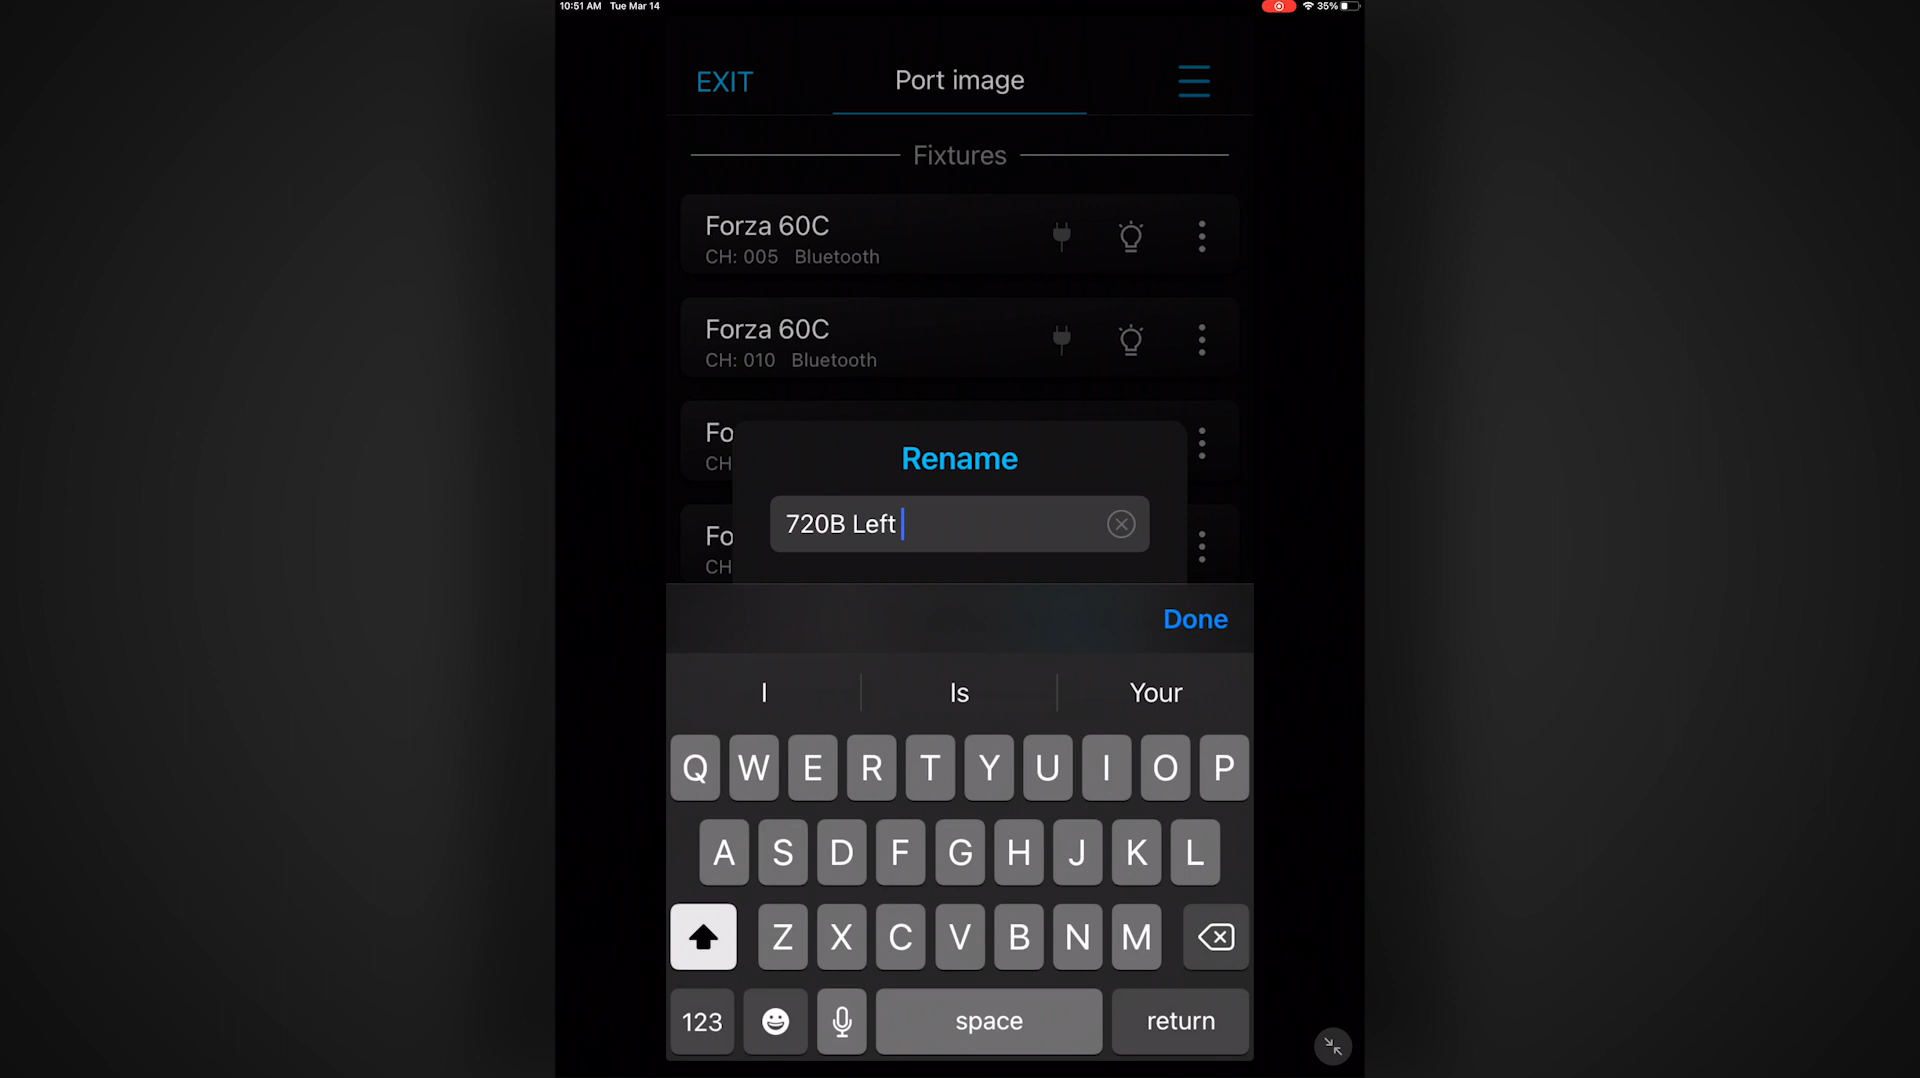 10:51 AM Tue Mar 14
35%
EXIT
Port image
Fixtures
Forza 60C
CH: 005 Bluetooth
Forza 60C
CH: 010 Bluetooth
Fo
CH
Rename
720B Left
Fo
CH
Done
I Is Your
Q W E R T Y U I O P
A S D F G H J K L
Z X C V B N M
123 space return